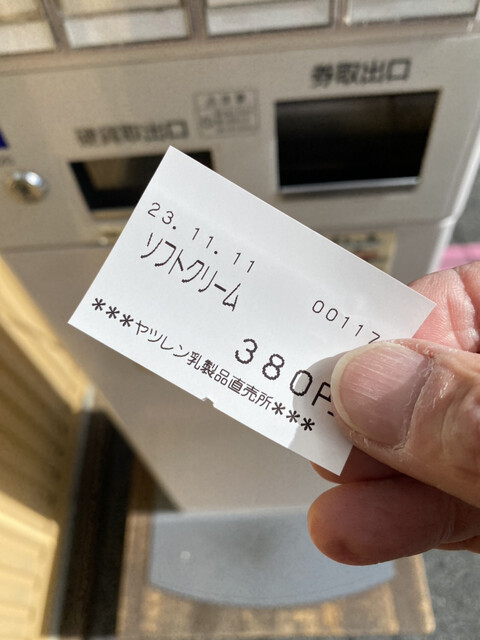 券取出口
硬貨取出口
23.11.11
ソフトクリーム
00117
380円
***ヤツレン乳製品直売所***